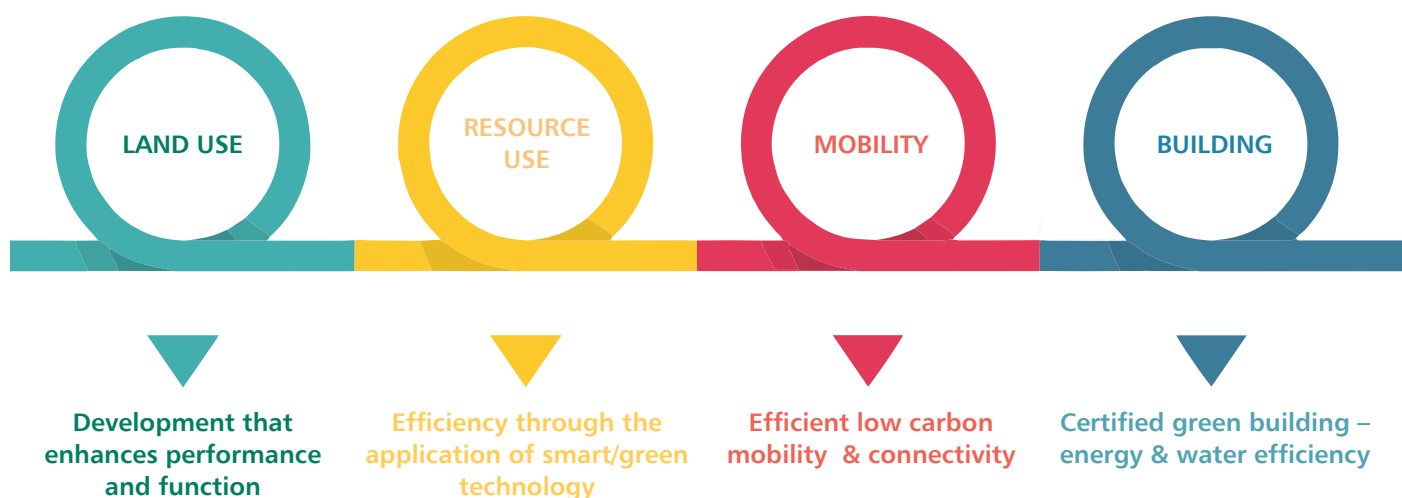 LAND USE
RESOURCE
USE
MOBILITY
BUILDING
Development that
enhances performance
and function
Efficiency through the
application of smart/green
technology
Efficient low carbon
mobility & connectivity
Certified green building –
energy & water efficiency